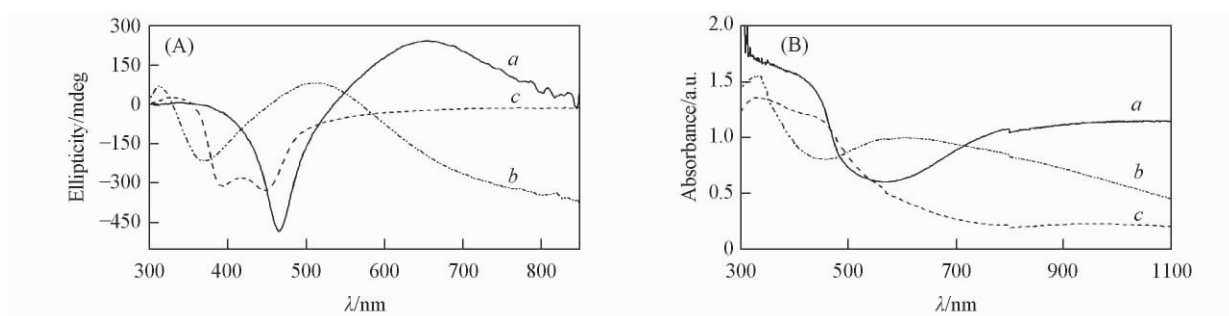 (A)
300
150
0
−150
−300
−450
Ellipticity/mdeg
a
c
b
300 400 500 600 700 800
λ/nm
(B)
2.0
1.5
1.0
0.5
0
Absorbance/a.u.
a
b
c
300 500 700 900 1100
λ/nm